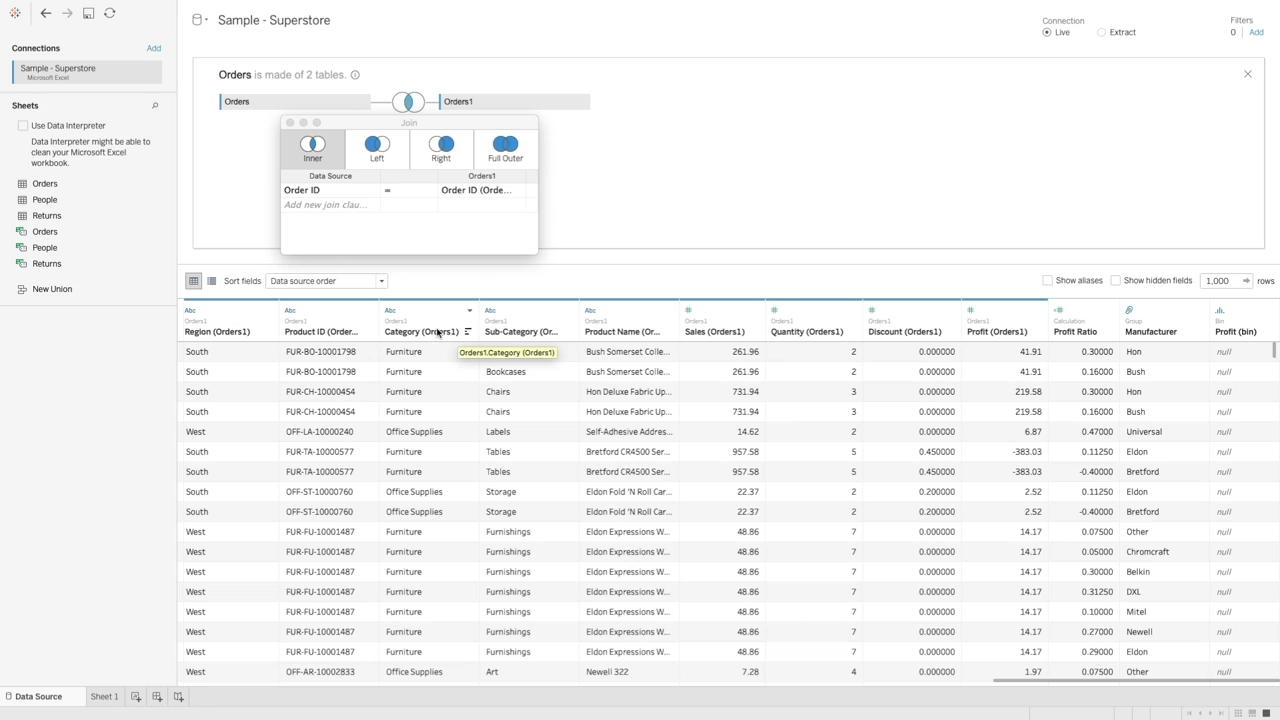 Sample - Superstore
Connection
Live
Extract
Filters
0 | Add
Connections
Add
Sample - Superstore
Microsoft Excel
Sheets
Use Data Interpreter
Data Interpreter might be able to
clean your Microsoft Excel
workbook.
Orders
People
Returns
Orders
People
Returns
New Union
Orders is made of 2 tables.
Orders
Orders1
Join
Inner Left Right Full Outer
Data Source Orders1
Order ID = Order ID (Orde...
Add new join clau...
Sort fields Data source order Show aliases Show hidden fields 1,000 rows
Abc Abc Abc Abc Abc
Orders1 Orders1 Orders1 Orders1 Orders1 Orders1 Orders1 Orders1 Orders1 Calculation Group Bin
Region (Orders1) Product ID (Order... Category (Orders1) Sub-Category (Or... Product Name (Or... Sales (Orders1) Quantity (Orders1) Discount (Orders1) Profit (Orders1) Profit Ratio Manufacturer Profit (bin)
South FUR-BO-10001798 Furniture Bush Somerset Colle... 261.96 2 0.000000 41.91 0.30000 Hon null
Orders1.Category (Orders1)
South FUR-BO-10001798 Furniture Bookcases Bush Somerset Colle... 261.96 2 0.000000 41.91 0.16000 Bush null
South FUR-CH-10000454 Furniture Chairs Hon Deluxe Fabric Up... 731.94 3 0.000000 219.58 0.30000 Hon null
South FUR-CH-10000454 Furniture Chairs Hon Deluxe Fabric Up... 731.94 3 0.000000 219.58 0.16000 Bush null
West OFF-LA-10000240 Office Supplies Labels Self-Adhesive Addres... 14.62 2 0.000000 6.87 0.47000 Universal null
South FUR-TA-10000577 Furniture Tables Bretford CR4500 Ser... 957.58 5 0.450000 -383.03 0.11250 Eldon null
South FUR-TA-10000577 Furniture Tables Bretford CR4500 Ser... 957.58 5 0.450000 -383.03 -0.40000 Bretford null
South OFF-ST-10000760 Office Supplies Storage Eldon Fold 'N Roll Car... 22.37 2 0.200000 2.52 0.11250 Eldon null
South OFF-ST-10000760 Office Supplies Storage Eldon Fold 'N Roll Car... 22.37 2 0.200000 2.52 -0.40000 Bretford null
West FUR-FU-10001487 Furniture Furnishings Eldon Expressions W... 48.86 7 0.000000 14.17 0.07500 Other null
West FUR-FU-10001487 Furniture Furnishings Eldon Expressions W... 48.86 7 0.000000 14.17 0.05000 Chromcraft null
West FUR-FU-10001487 Furniture Furnishings Eldon Expressions W... 48.86 7 0.000000 14.17 0.30000 Belkin null
West FUR-FU-10001487 Furniture Furnishings Eldon Expressions W... 48.86 7 0.000000 14.17 0.31250 DXL null
West FUR-FU-10001487 Furniture Furnishings Eldon Expressions W... 48.86 7 0.000000 14.17 0.10000 Mitel null
West FUR-FU-10001487 Furniture Furnishings Eldon Expressions W... 48.86 7 0.000000 14.17 0.27000 Newell null
West FUR-FU-10001487 Furniture Furnishings Eldon Expressions W... 48.86 7 0.000000 14.17 0.29000 Eldon null
West OFF-AR-10002833 Office Supplies Art Newell 322 7.28 4 0.000000 1.97 0.07500 Other null
Data Source Sheet 1